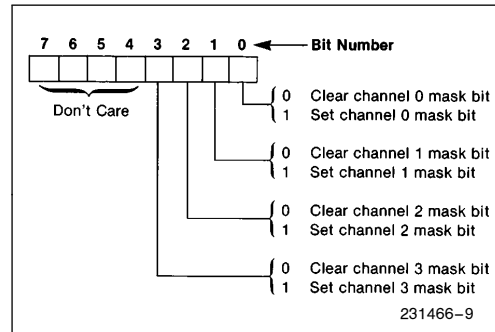 7 6 5 4 3 2 1 0 Bit Number
Don't Care
0 Clear channel 0 mask bit
1 Set channel 0 mask bit
0 Clear channel 1 mask bit
1 Set channel 1 mask bit
0 Clear channel 2 mask bit
1 Set channel 2 mask bit
0 Clear channel 3 mask bit
1 Set channel 3 mask bit
231466–9